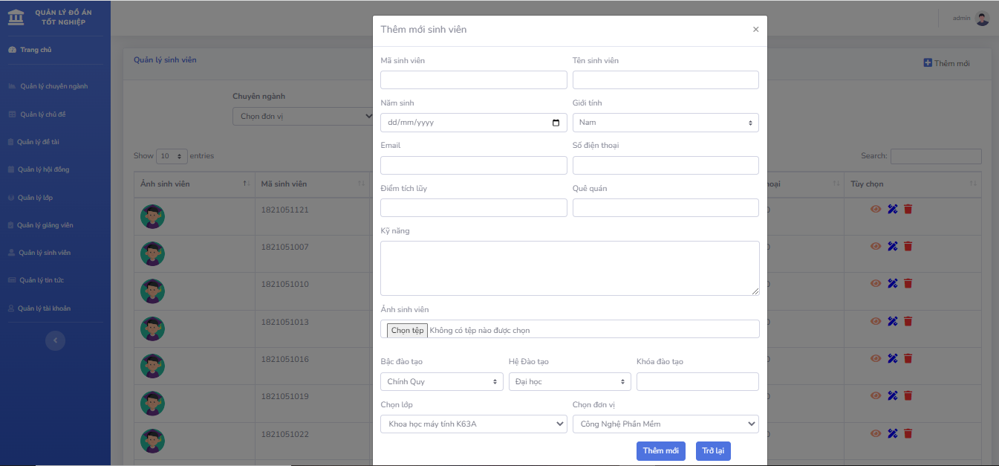 QUẢN LÝ ĐỒ ÁN
TỐT NGHIỆP
admin
Trang chủ
Quản lý chuyên ngành
Quản lý chủ đề
Quản lý đề tài
Quản lý hội đồng
Quản lý lớp
Quản lý giảng viên
Quản lý sinh viên
Quản lý tin tức
Quản lý tài khoản
Quản lý sinh viên
Thêm mới
Chuyên ngành
Chọn đơn vị
Show 10 entries
Search:
Ảnh sinh viên
Mã sinh viên
Tùy chọn
1821051121
1821051007
1821051010
1821051013
1821051016
1821051019
1821051022
Thêm mới sinh viên
×
Mã sinh viên
Tên sinh viên
Năm sinh
Giới tính
dd/mm/yyyy
Nam
Email
Số điện thoại
Điểm tích lũy
Quê quán
Kỹ năng
Ảnh sinh viên
Chọn tệp Không có tệp nào được chọn
Bậc đào tạo
Hệ Đào tạo
Khóa đào tạo
Chính Quy
Đại học
Chọn lớp
Chọn đơn vị
Khoa học máy tính K63A
Công Nghệ Phần Mềm
Thêm mới
Trở lại